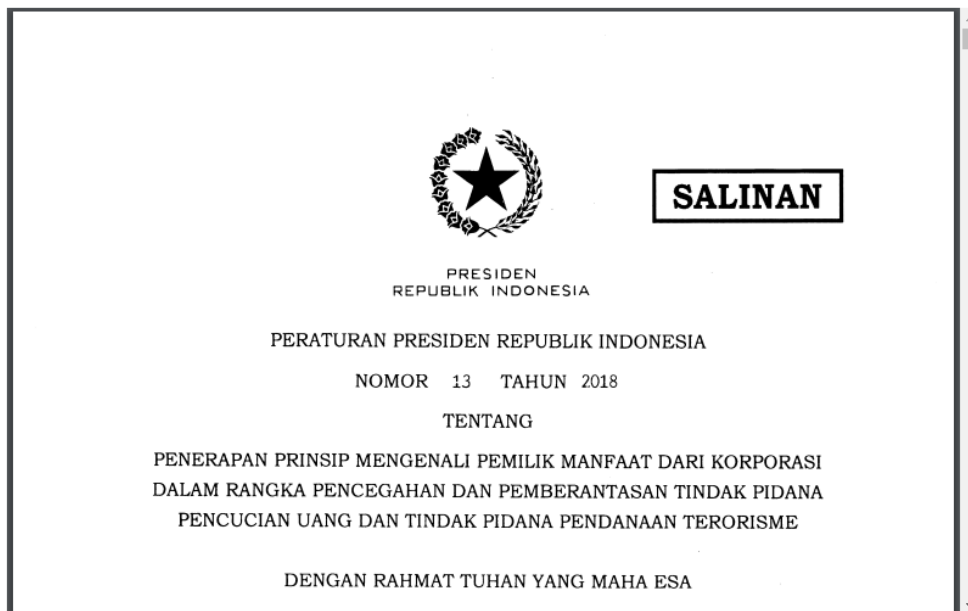 SALINAN
PRESIDEN
REPUBLIK INDONESIA
PERATURAN PRESIDEN REPUBLIK INDONESIA
NOMOR 13 TAHUN 2018
TENTANG
PENERAPAN PRINSIP MENGENALI PEMILIK MANFAAT DARI KORPORASI
DALAM RANGKA PENCEGAHAN DAN PEMBERANTASAN TINDAK PIDANA
PENCUCIAN UANG DAN TINDAK PIDANA PENDANAAN TERORISME
DENGAN RAHMAT TUHAN YANG MAHA ESA